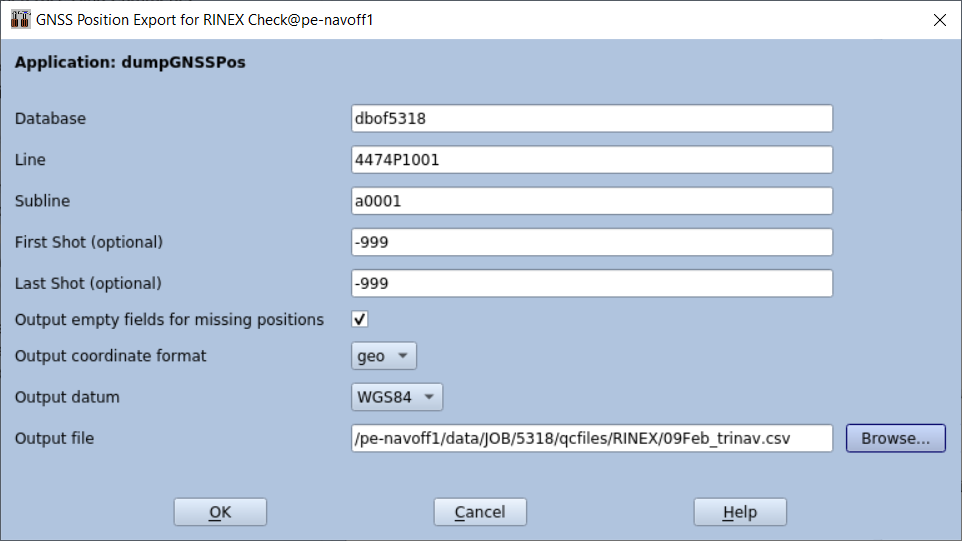 GNSS Position Export for RINEX Check@pe-navoff1
Application: dumpGNSSPos
Database dbof5318
Line 4474P1001
Subline a0001
First Shot (optional) -999
Last Shot (optional) -999
Output empty fields for missing positions
Output coordinate format geo
Output datum WGS84
Output file /pe-navoff1/data/JOB/5318/qcfiles/RINEX/09Feb_trinav.csv Browse...
OK Cancel Help